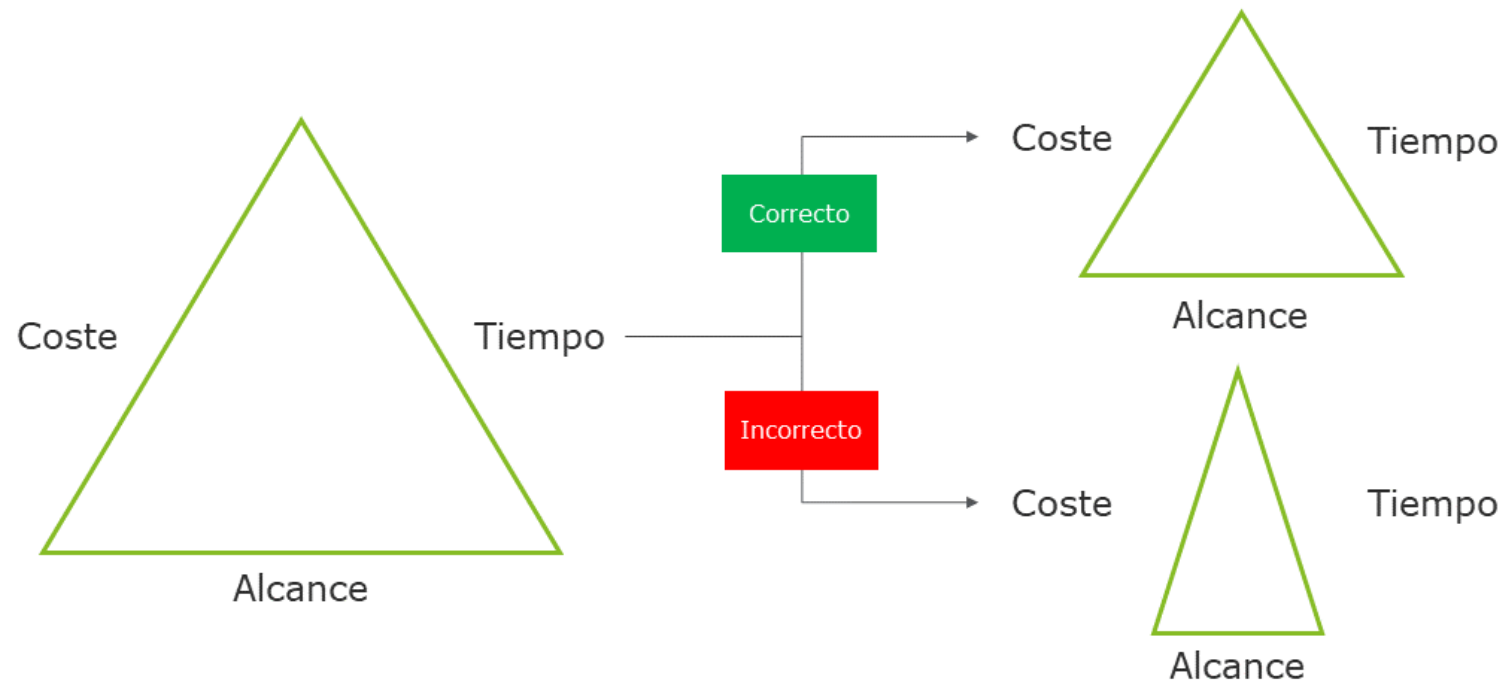 Coste
Tiempo
Alcance
Correcto
Incorrecto
Coste
Tiempo
Alcance
Coste
Tiempo
Alcance